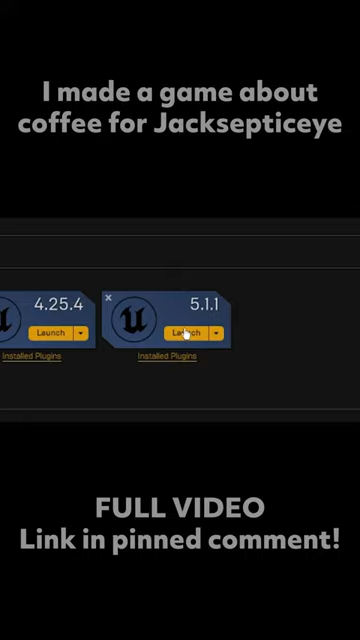 I made a game about
coffee for Jacksepticeye
4.25.4
5.1.1
Launch
Launch
Installed Plugins
Installed Plugins
FULL VIDEO
Link in pinned comment!